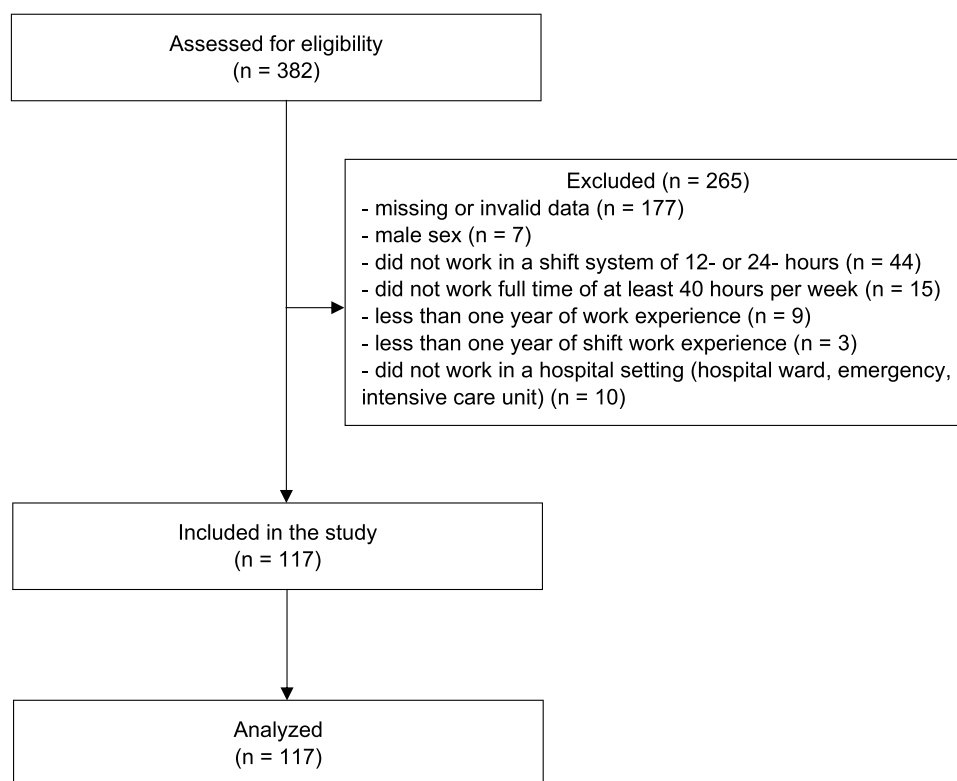 Assessed for eligibility
(n = 382)
Excluded (n = 265)
- missing or invalid data (n = 177)
- male sex (n = 7)
- did not work in a shift system of 12- or 24- hours (n = 44)
- did not work full time of at least 40 hours per week (n = 15)
- less than one year of work experience (n = 9)
- less than one year of shift work experience (n = 3)
- did not work in a hospital setting (hospital ward, emergency,
intensive care unit) (n = 10)
Included in the study
(n = 117)
Analyzed
(n = 117)